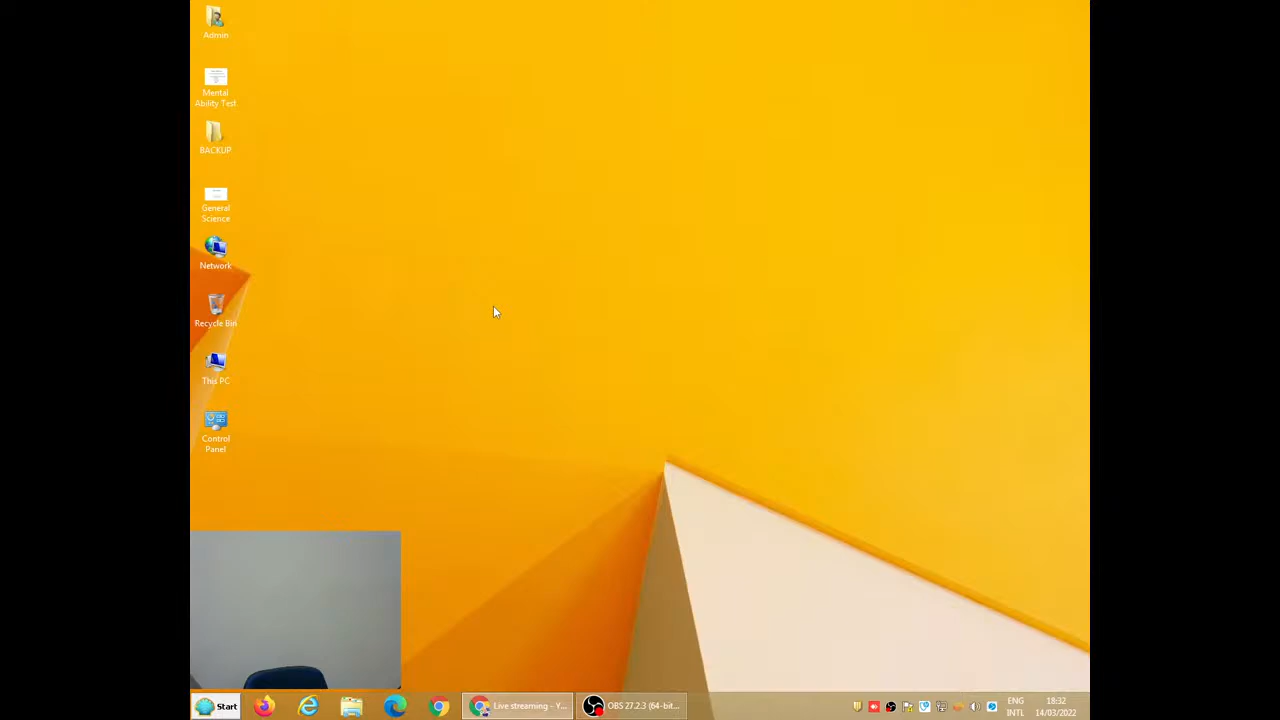 Admin
Mental
Ability Test
BACKUP
General
Science
Network
Recycle Bin
This PC
Control
Panel
Start
Live streaming - Y...
OBS 27.2.3 (64-bit...
ENG
INTL
18:32
14/03/2022